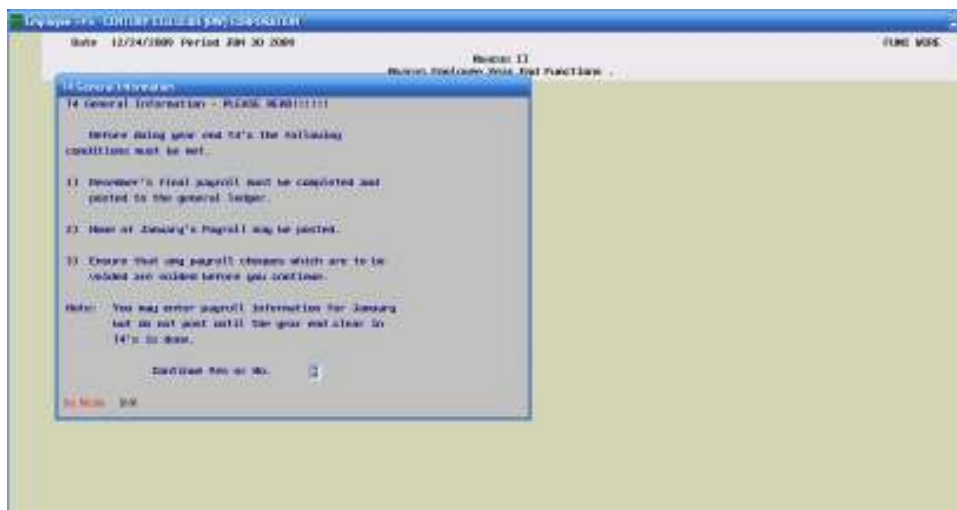 Date 12/24/2009 Period JUN 30 2009
T4 General Information
T4 General Information - PLEASE READ!!!!!!
Before doing year end T4's the following
conditions must be met.
1) December's final payroll must be completed and
posted to the general ledger.
2) None of January's Payroll may be posted.
3) Ensure that any payroll cheques which are to be
voided are voided before you continue.
Note: You may enter payroll information for January
but do not post until the year end clear in
T4's is done.
Continue Yes or No.